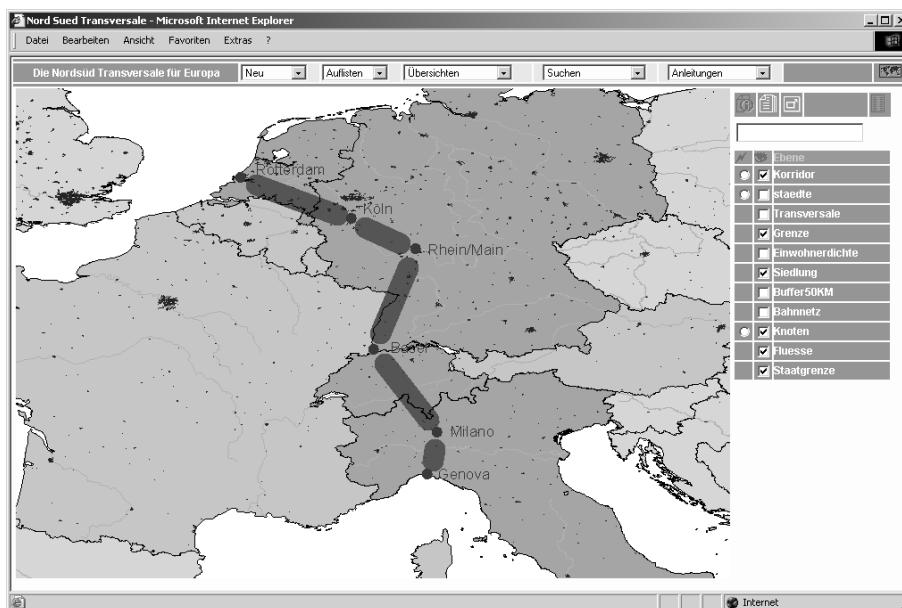 Nord Sued Transversale - Microsoft Internet Explorer
Datei Bearbeiten Ansicht Favoriten Extras ?
Die Nordsüd Transversale für Europa Neu Auflisten Übersichten Suchen Anleitungen
Ebene
Korridor
staedte
Transversale
Grenze
Einwohnerdichte
Siedlung
Buffer50KM
Bahnnetz
Knoten
Fluesse
Staatgrenze
Rotterdam
Köln
Rhein/Main
Basel
Milano
Genova
Internet